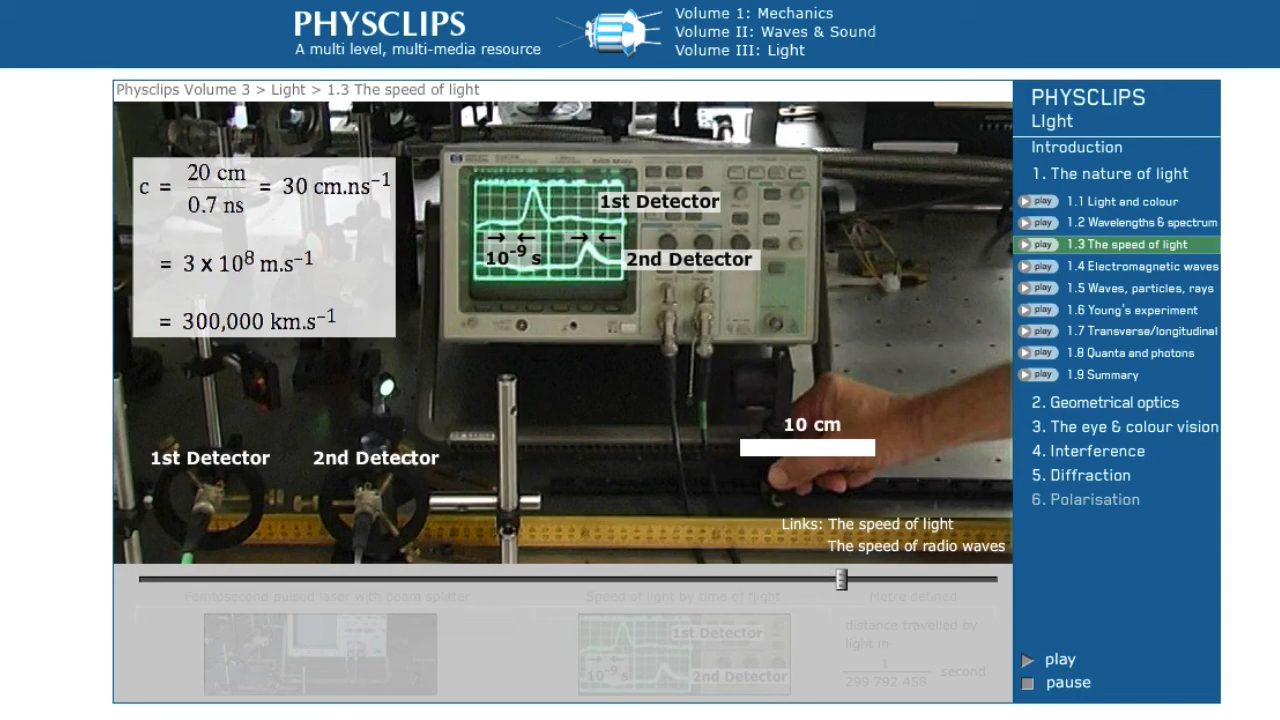 PHYSCLIPS
A multi level, multi-media resource
Volume 1: Mechanics
Volume II: Waves & Sound
Volume III: Light
Physclips Volume 3 > Light > 1.3 The speed of light
c = 20 cm / 0.7 ns = 30 cm.ns⁻¹
= 3 x 10⁸ m.s⁻¹
= 300,000 km.s⁻¹
1st Detector
10⁻⁹ s
2nd Detector
10 cm
1st Detector 2nd Detector
Links: The speed of light
The speed of radio waves
Femtosecond pulsed laser with beam splitter
Speed of light by time of flight
1st Detector
10⁻⁹ s
2nd Detector
Metre defined
distance travelled by
light in
1 / 299 792 458 second
PHYSCLIPS
LIght
Introduction
1. The nature of light
play 1.1 Light and colour
play 1.2 Wavelengths & spectrum
play 1.3 The speed of light
play 1.4 Electromagnetic waves
play 1.5 Waves, particles, rays
play 1.6 Young's experiment
play 1.7 Transverse/longitudinal
play 1.8 Quanta and photons
play 1.9 Summary
2. Geometrical optics
3. The eye & colour vision
4. Interference
5. Diffraction
6. Polarisation
play
pause